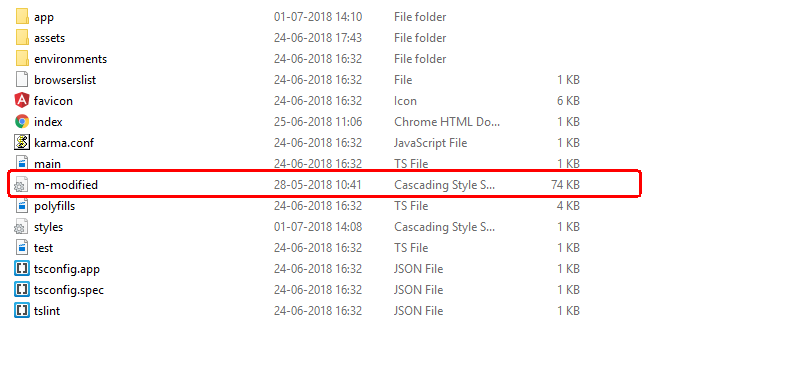 app 01-07-2018 14:10 File folder
assets 24-06-2018 17:43 File folder
environments 24-06-2018 16:32 File folder
browserslist 24-06-2018 16:32 File 1 KB
favicon 24-06-2018 16:32 Icon 6 KB
index 25-06-2018 11:06 Chrome HTML Do... 1 KB
karma.conf 24-06-2018 16:32 JavaScript File 1 KB
main 24-06-2018 16:32 TS File 1 KB
m-modified 28-05-2018 10:41 Cascading Style S... 74 KB
polyfills 24-06-2018 16:32 TS File 4 KB
styles 01-07-2018 14:08 Cascading Style S... 1 KB
test 24-06-2018 16:32 TS File 1 KB
tsconfig.app 24-06-2018 16:32 JSON File 1 KB
tsconfig.spec 24-06-2018 16:32 JSON File 1 KB
tslint 24-06-2018 16:32 JSON File 1 KB